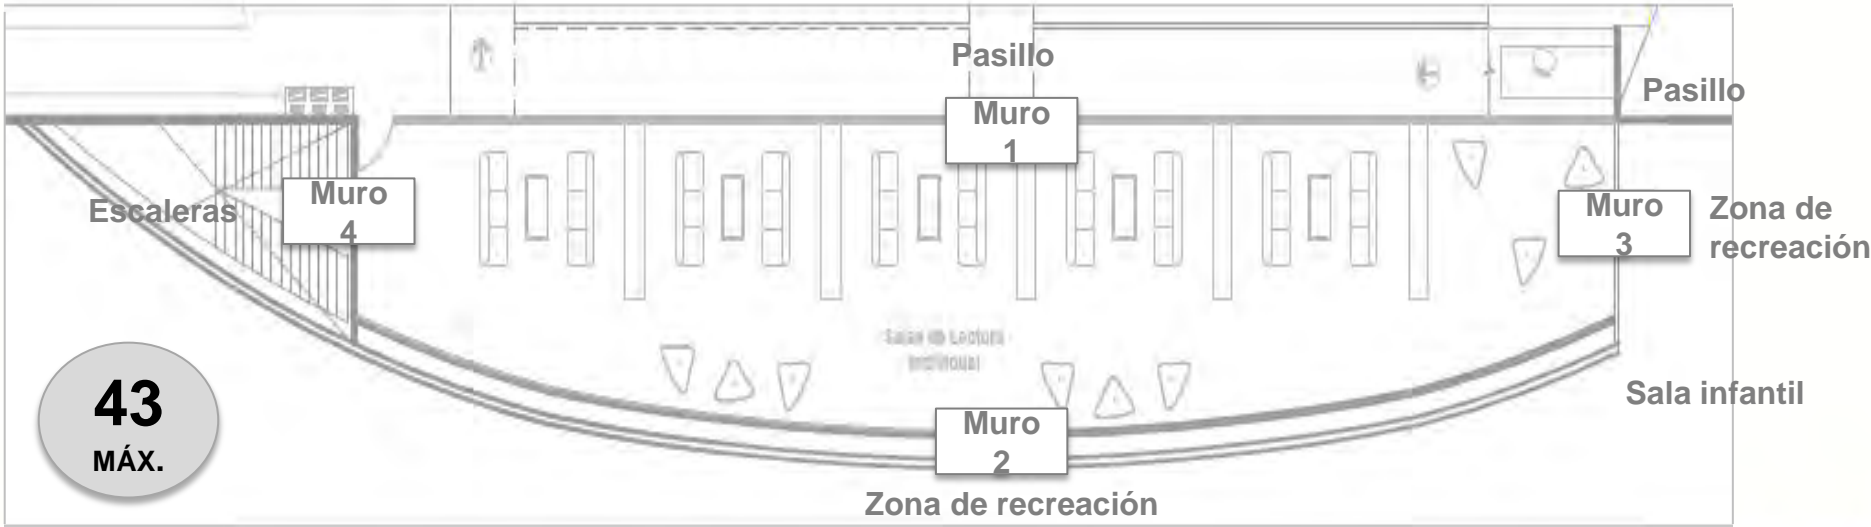 Pasillo
Pasillo
Muro
1
Muro
4
Escaleras
Muro
3
Zona de
recreación
Sala infantil
43
MÁX.
Muro
2
Zona de recreación